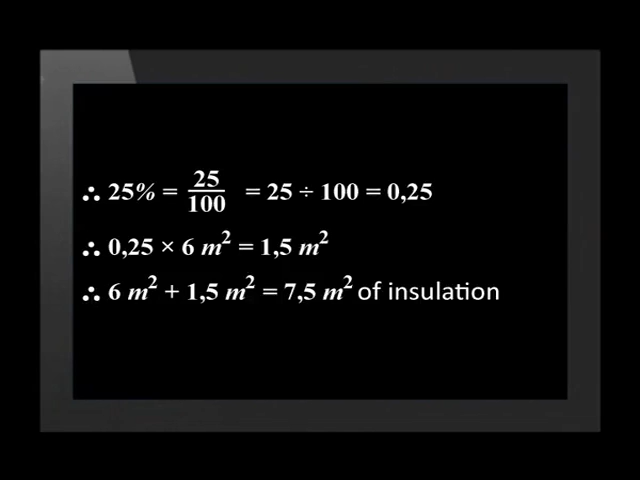 ∴ 25% = 25/100 = 25 ÷ 100 = 0,25
∴ 0,25 × 6 m² = 1,5 m²
∴ 6 m² + 1,5 m² = 7,5 m² of insulation